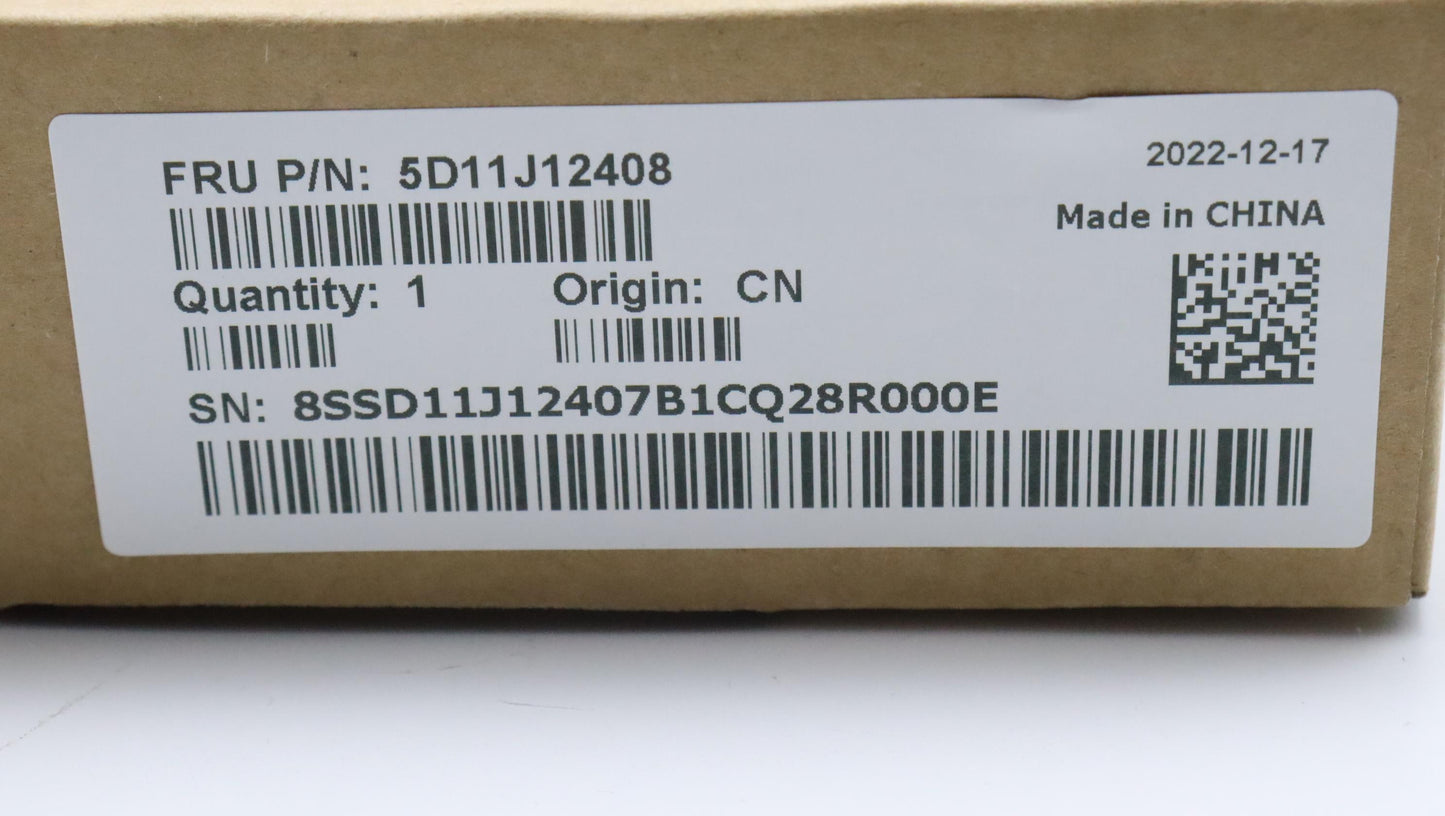 FRU P/N: 5D11J12408
2022-12-17
Made in CHINA
Quantity: 1
Origin: CN
SN: 8SSD11J12407B1CQ28R000E